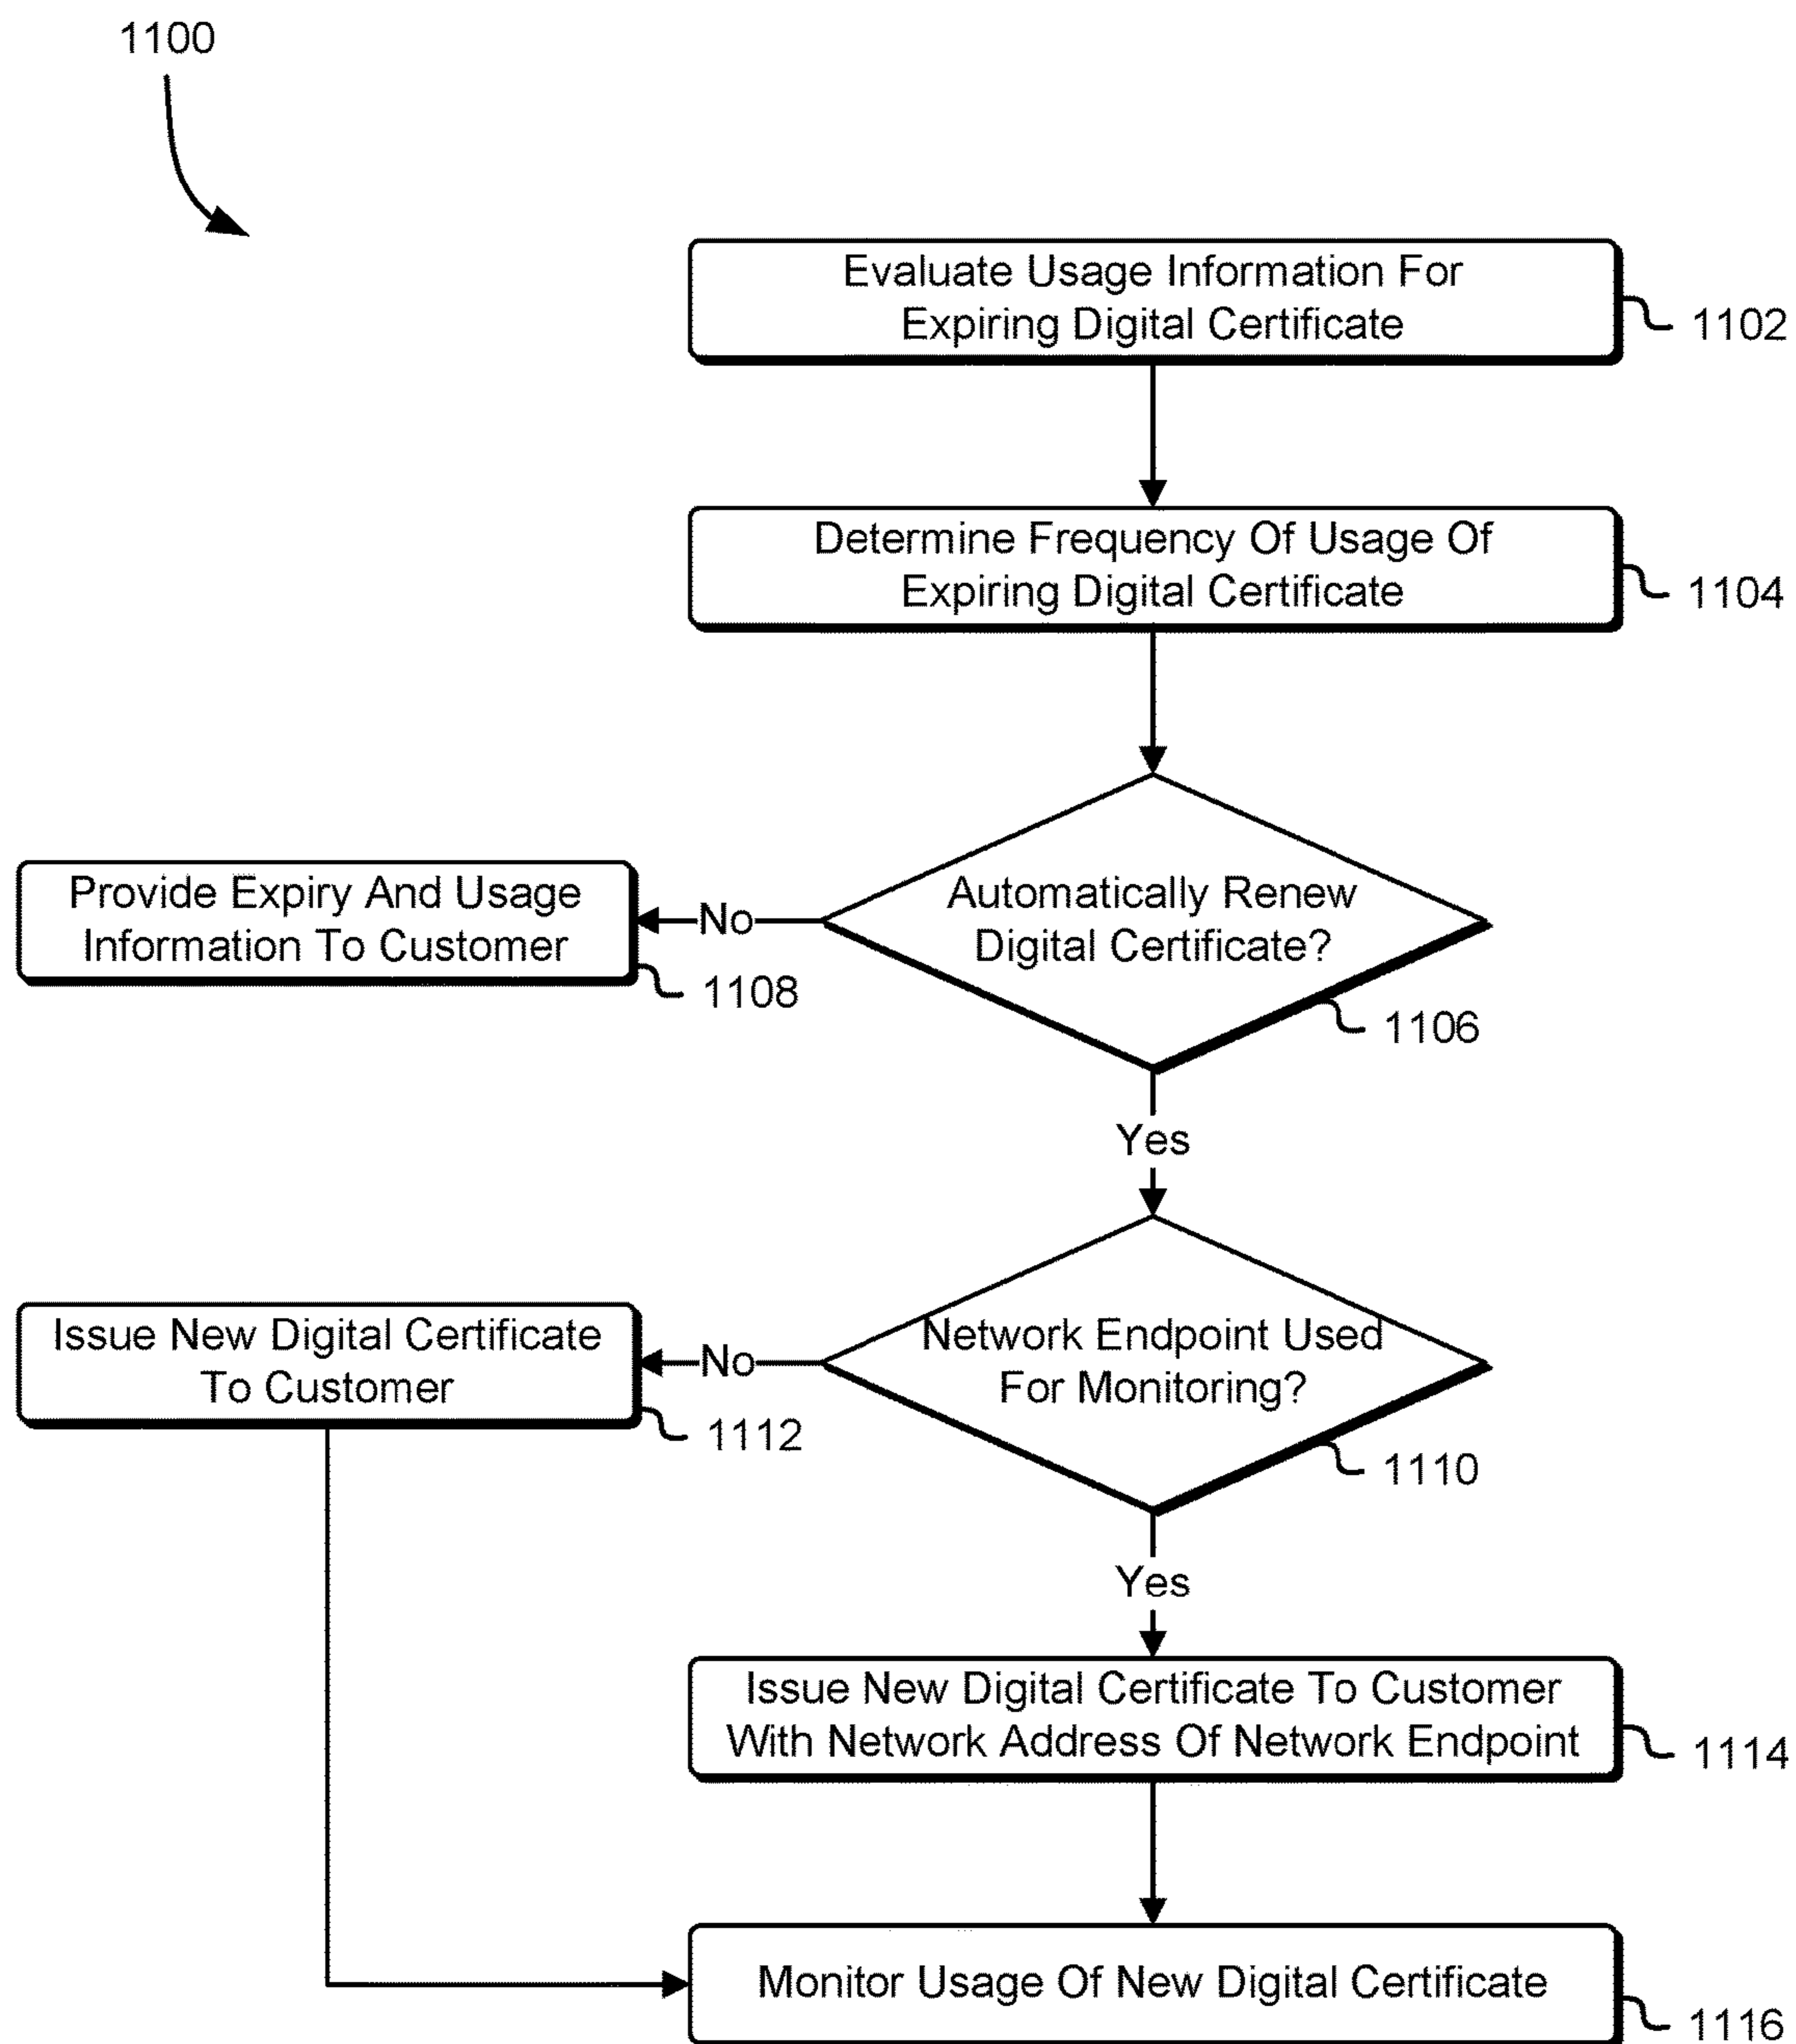 1100
Evaluate Usage Information For
Expiring Digital Certificate
1102
Determine Frequency Of Usage Of
Expiring Digital Certificate
1104
Automatically Renew
Digital Certificate?
1106
No
Provide Expiry And Usage
Information To Customer
1108
Yes
Network Endpoint Used
For Monitoring?
1110
No
Issue New Digital Certificate
To Customer
1112
Yes
Issue New Digital Certificate To Customer
With Network Address Of Network Endpoint
1114
Monitor Usage Of New Digital Certificate
1116